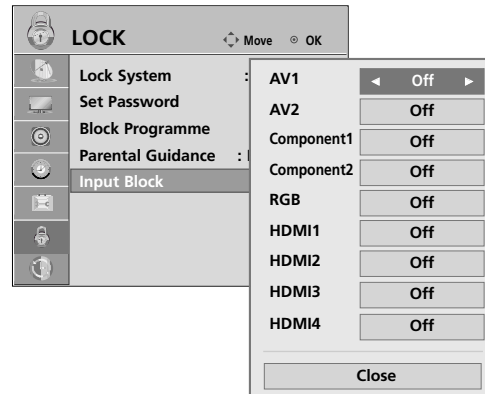 LOCK Move OK
Lock System :
Set Password
Block Programme
Parental Guidance :
Input Block
AV1 ◄ Off ►
AV2 Off
Component1 Off
Component2 Off
RGB Off
HDMI1 Off
HDMI2 Off
HDMI3 Off
HDMI4 Off
Close